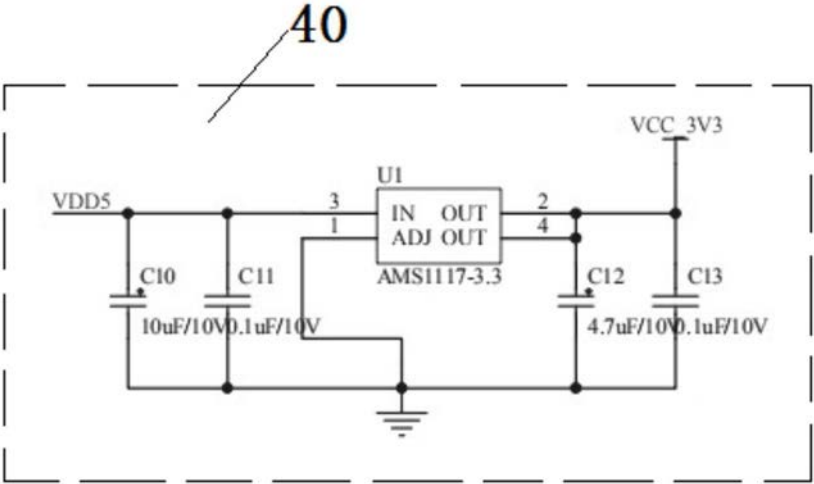 40
VCC_3V3
U1
VDD5
3
IN OUT
2
1
ADJ OUT
4
C10
C11
AMS1117-3.3
C12
C13
10uF/10V
0.1uF/10V
4.7uF/10V
0.1uF/10V